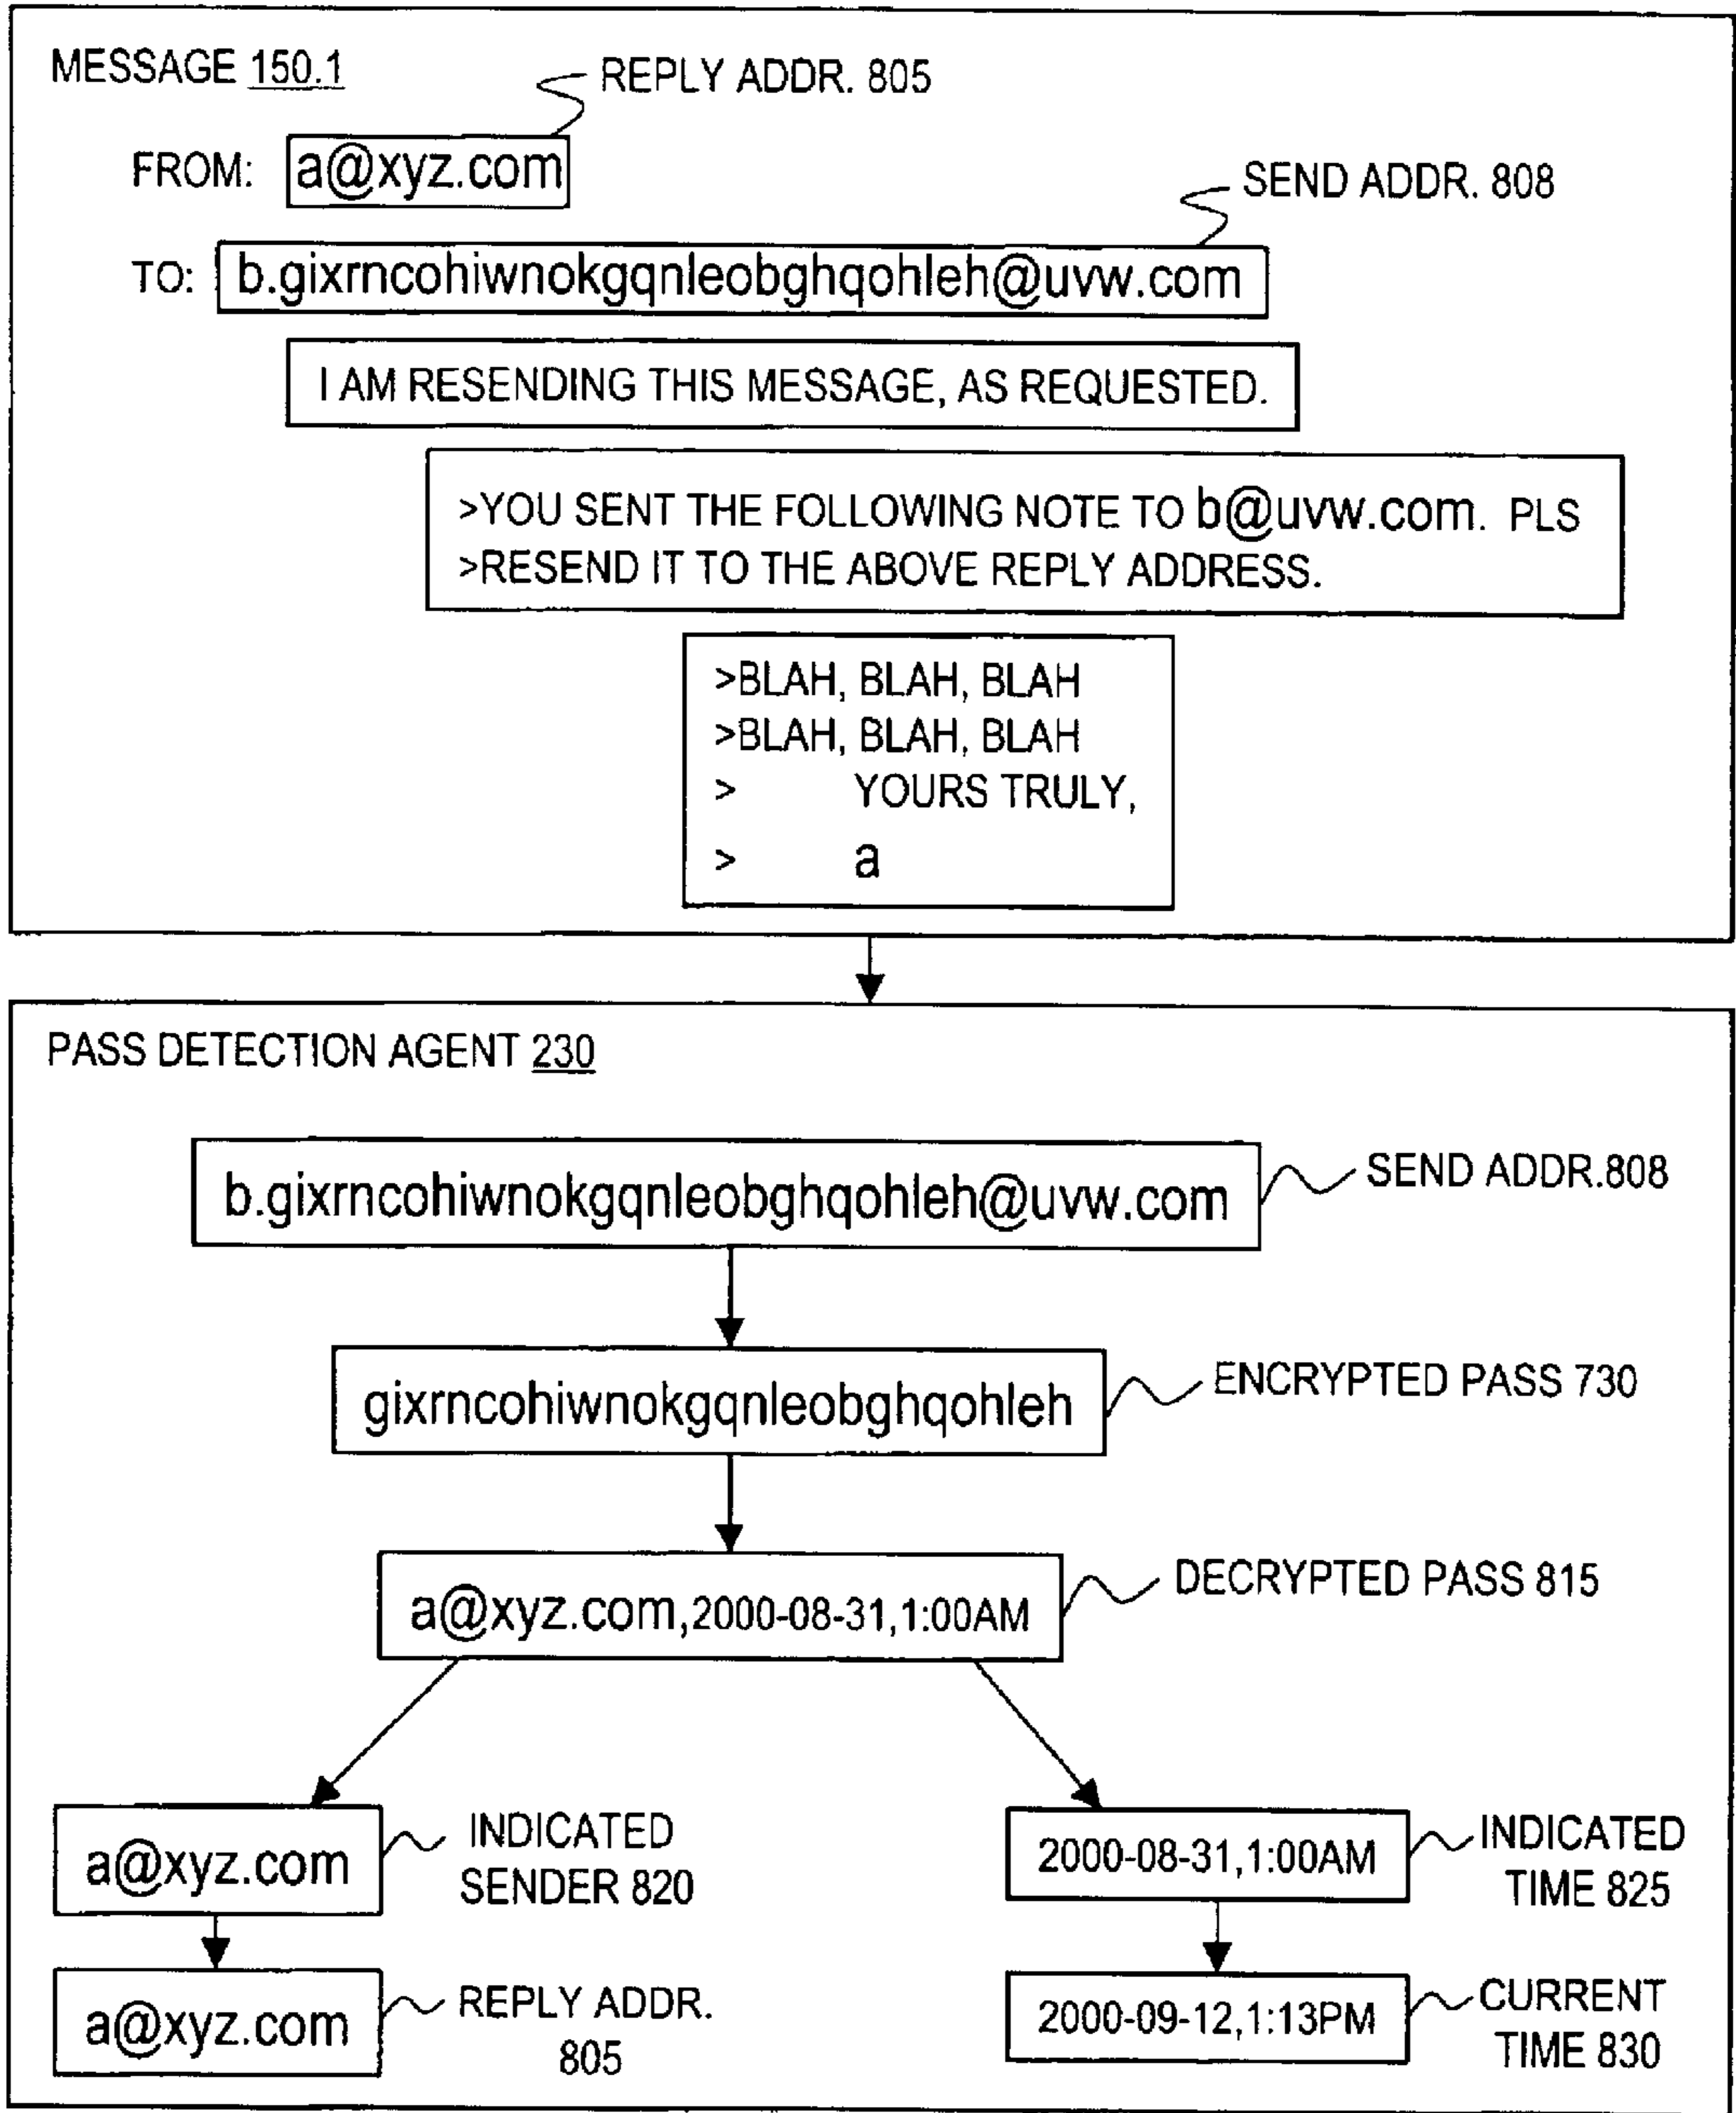 MESSAGE 150.1
REPLY ADDR. 805
FROM: a@xyz.com
SEND ADDR. 808
TO: b.gixrncohiwnokgqnleobghqohleh@uvw.com
I AM RESENDING THIS MESSAGE, AS REQUESTED.
>YOU SENT THE FOLLOWING NOTE TO b@uvw.com. PLS
>RESEND IT TO THE ABOVE REPLY ADDRESS.
>BLAH, BLAH, BLAH
>BLAH, BLAH, BLAH
> YOURS TRULY,
> a
PASS DETECTION AGENT 230
b.gixrncohiwnokgqnleobghqohleh@uvw.com
SEND ADDR.808
gixrncohiwnokgqnleobghqohleh
ENCRYPTED PASS 730
a@xyz.com,2000-08-31,1:00AM
DECRYPTED PASS 815
a@xyz.com
INDICATED
SENDER 820
2000-08-31,1:00AM
INDICATED
TIME 825
a@xyz.com
REPLY ADDR.
805
2000-09-12,1:13PM
CURRENT
TIME 830